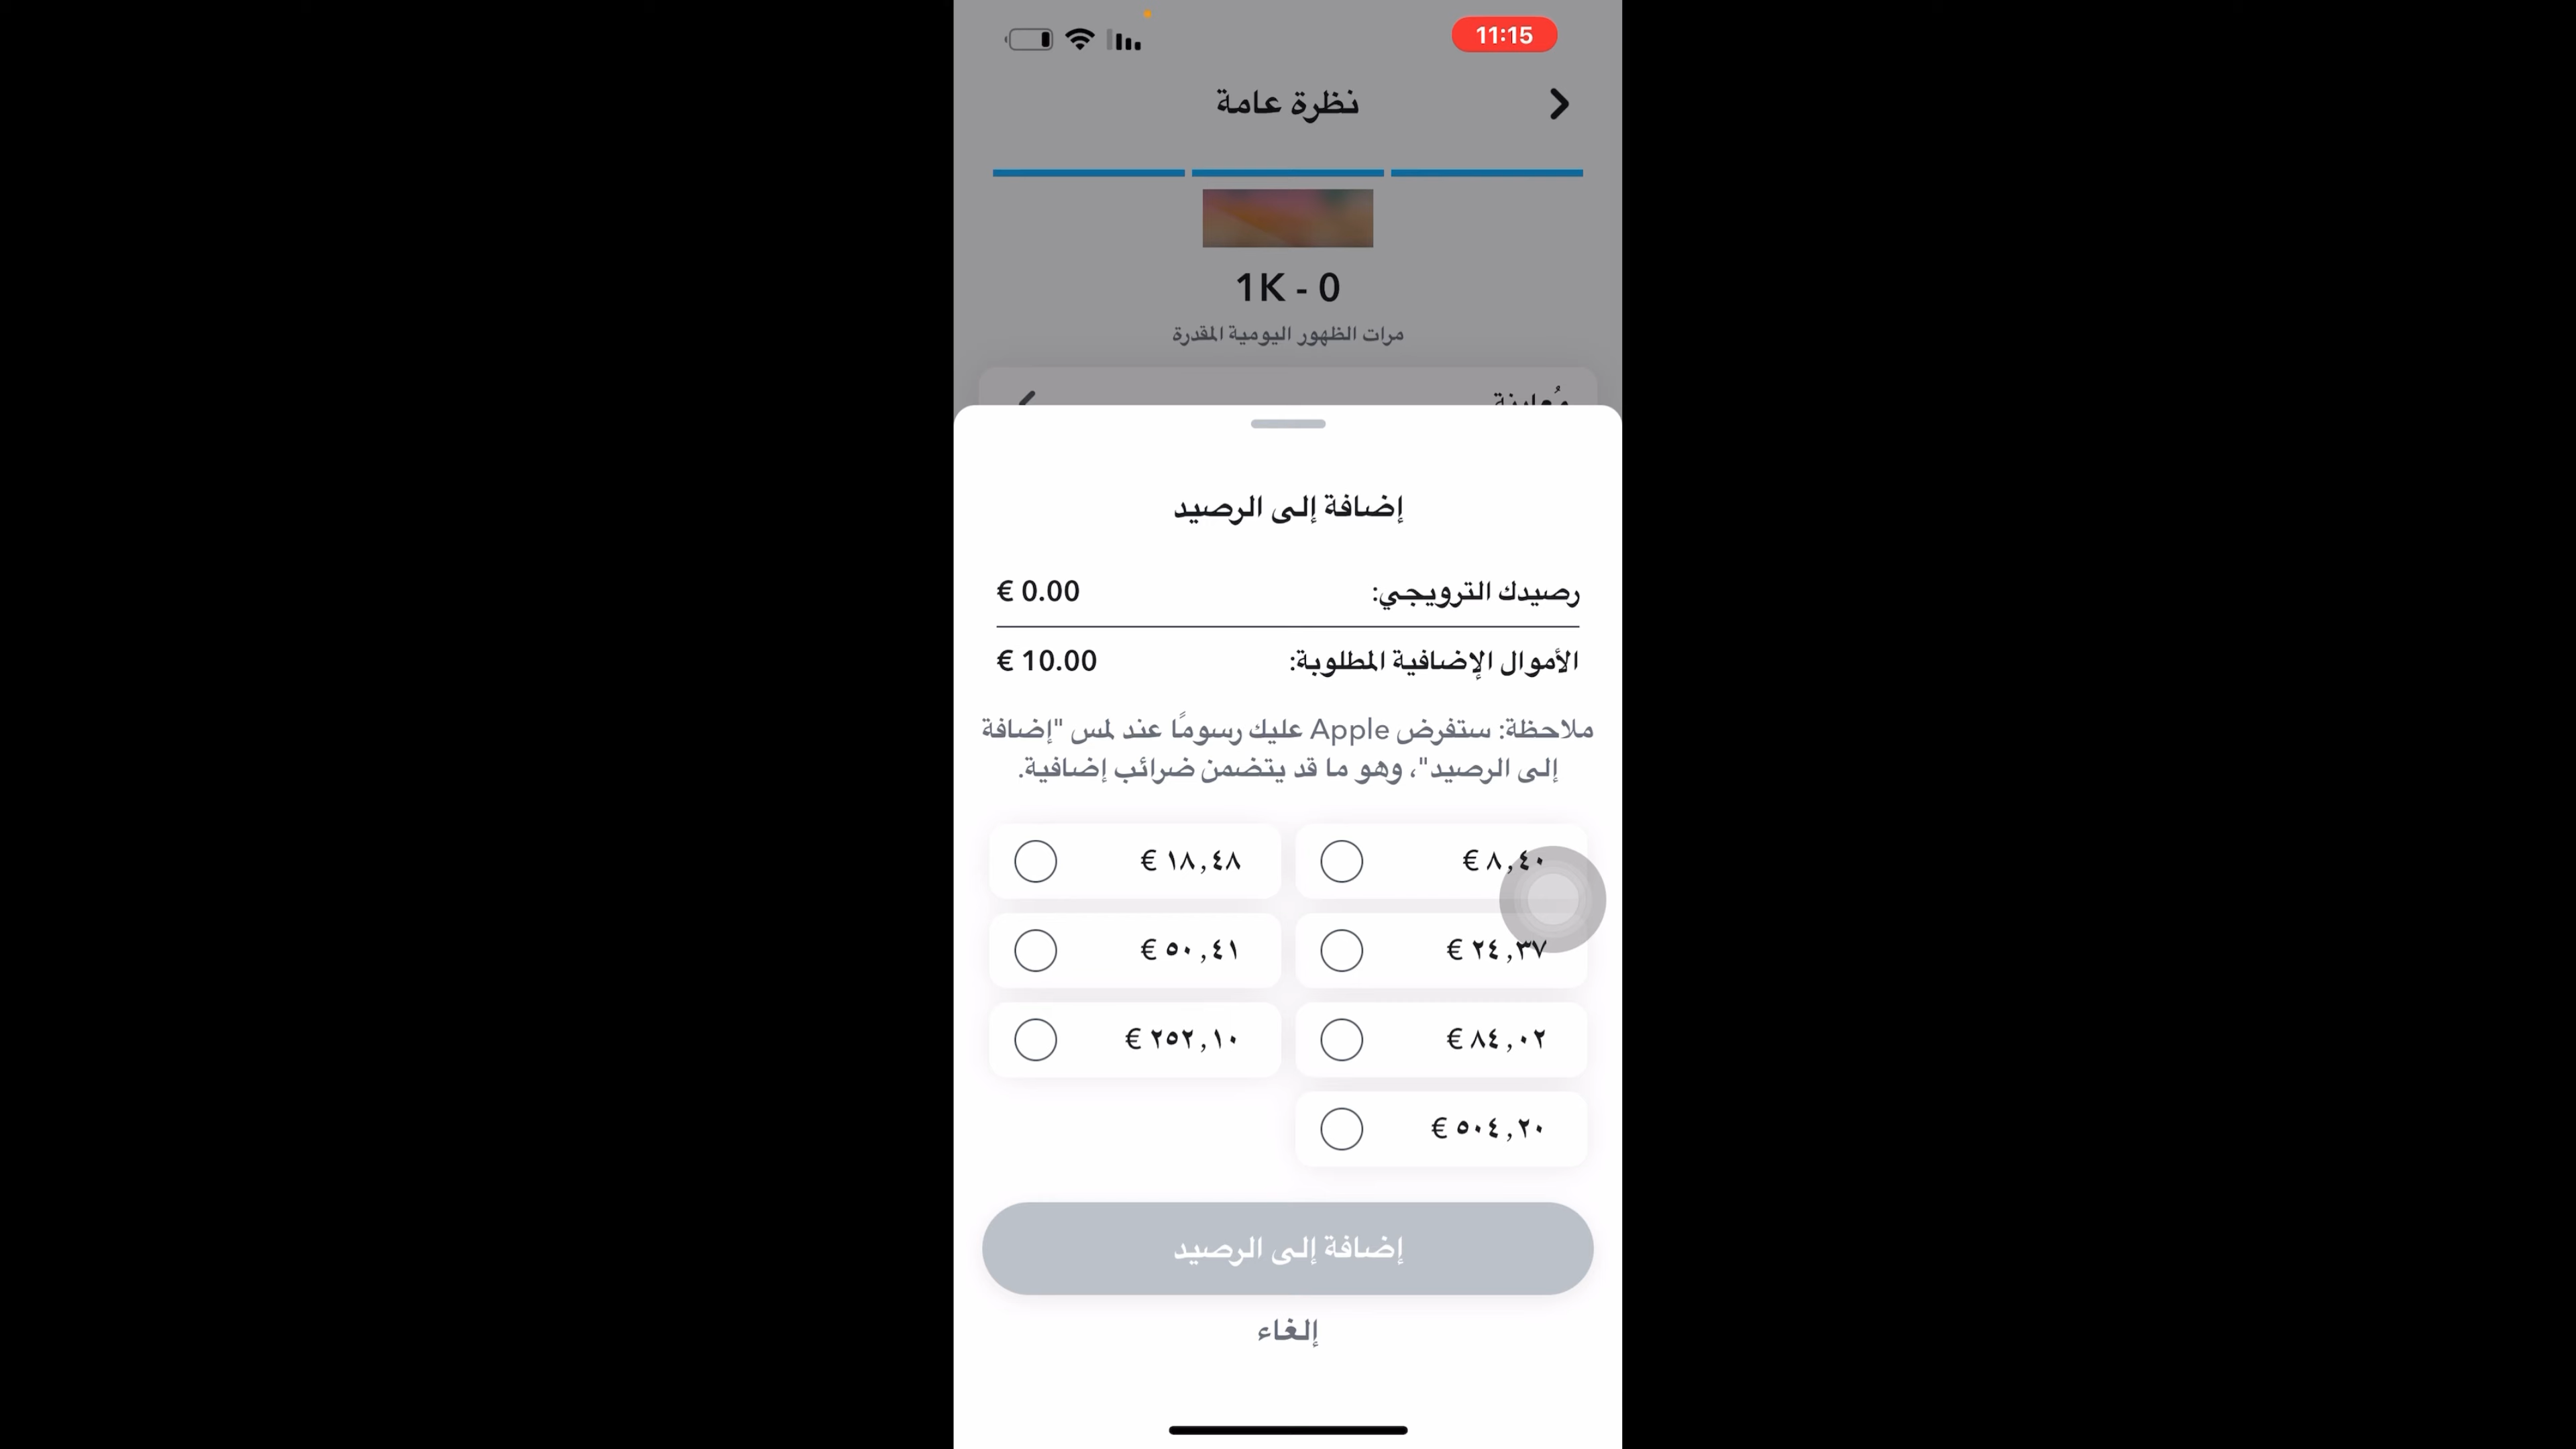 11:15
نظرة عامة
1K - 0
مرات الظهور اليومية المقدرة
مُعاينة
إضافة إلى الرصيد
رصيدك الترويجي: 0.00 €
الأموال الإضافية المطلوبة: 10.00 €
ملاحظة: ستفرض Apple عليك رسومًا عند لمس "إضافة
إلى الرصيد"، وهو ما قد يتضمن ضرائب إضافية.
٨,٤٠ €
١٨,٤٨ €
٢٤,٣٧ €
٥٠,٤١ €
٨٤,٠٢ €
٢٥٢,١٠ €
٥٠٤,٢٠ €
إضافة إلى الرصيد
إلغاء